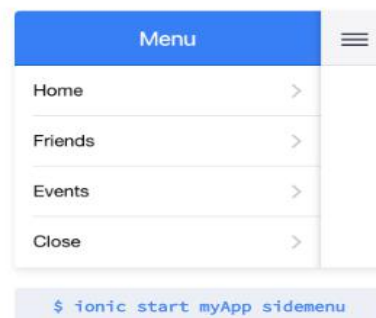 Menu
Home
Friends
Events
Close
$ ionic start myApp sidemenu